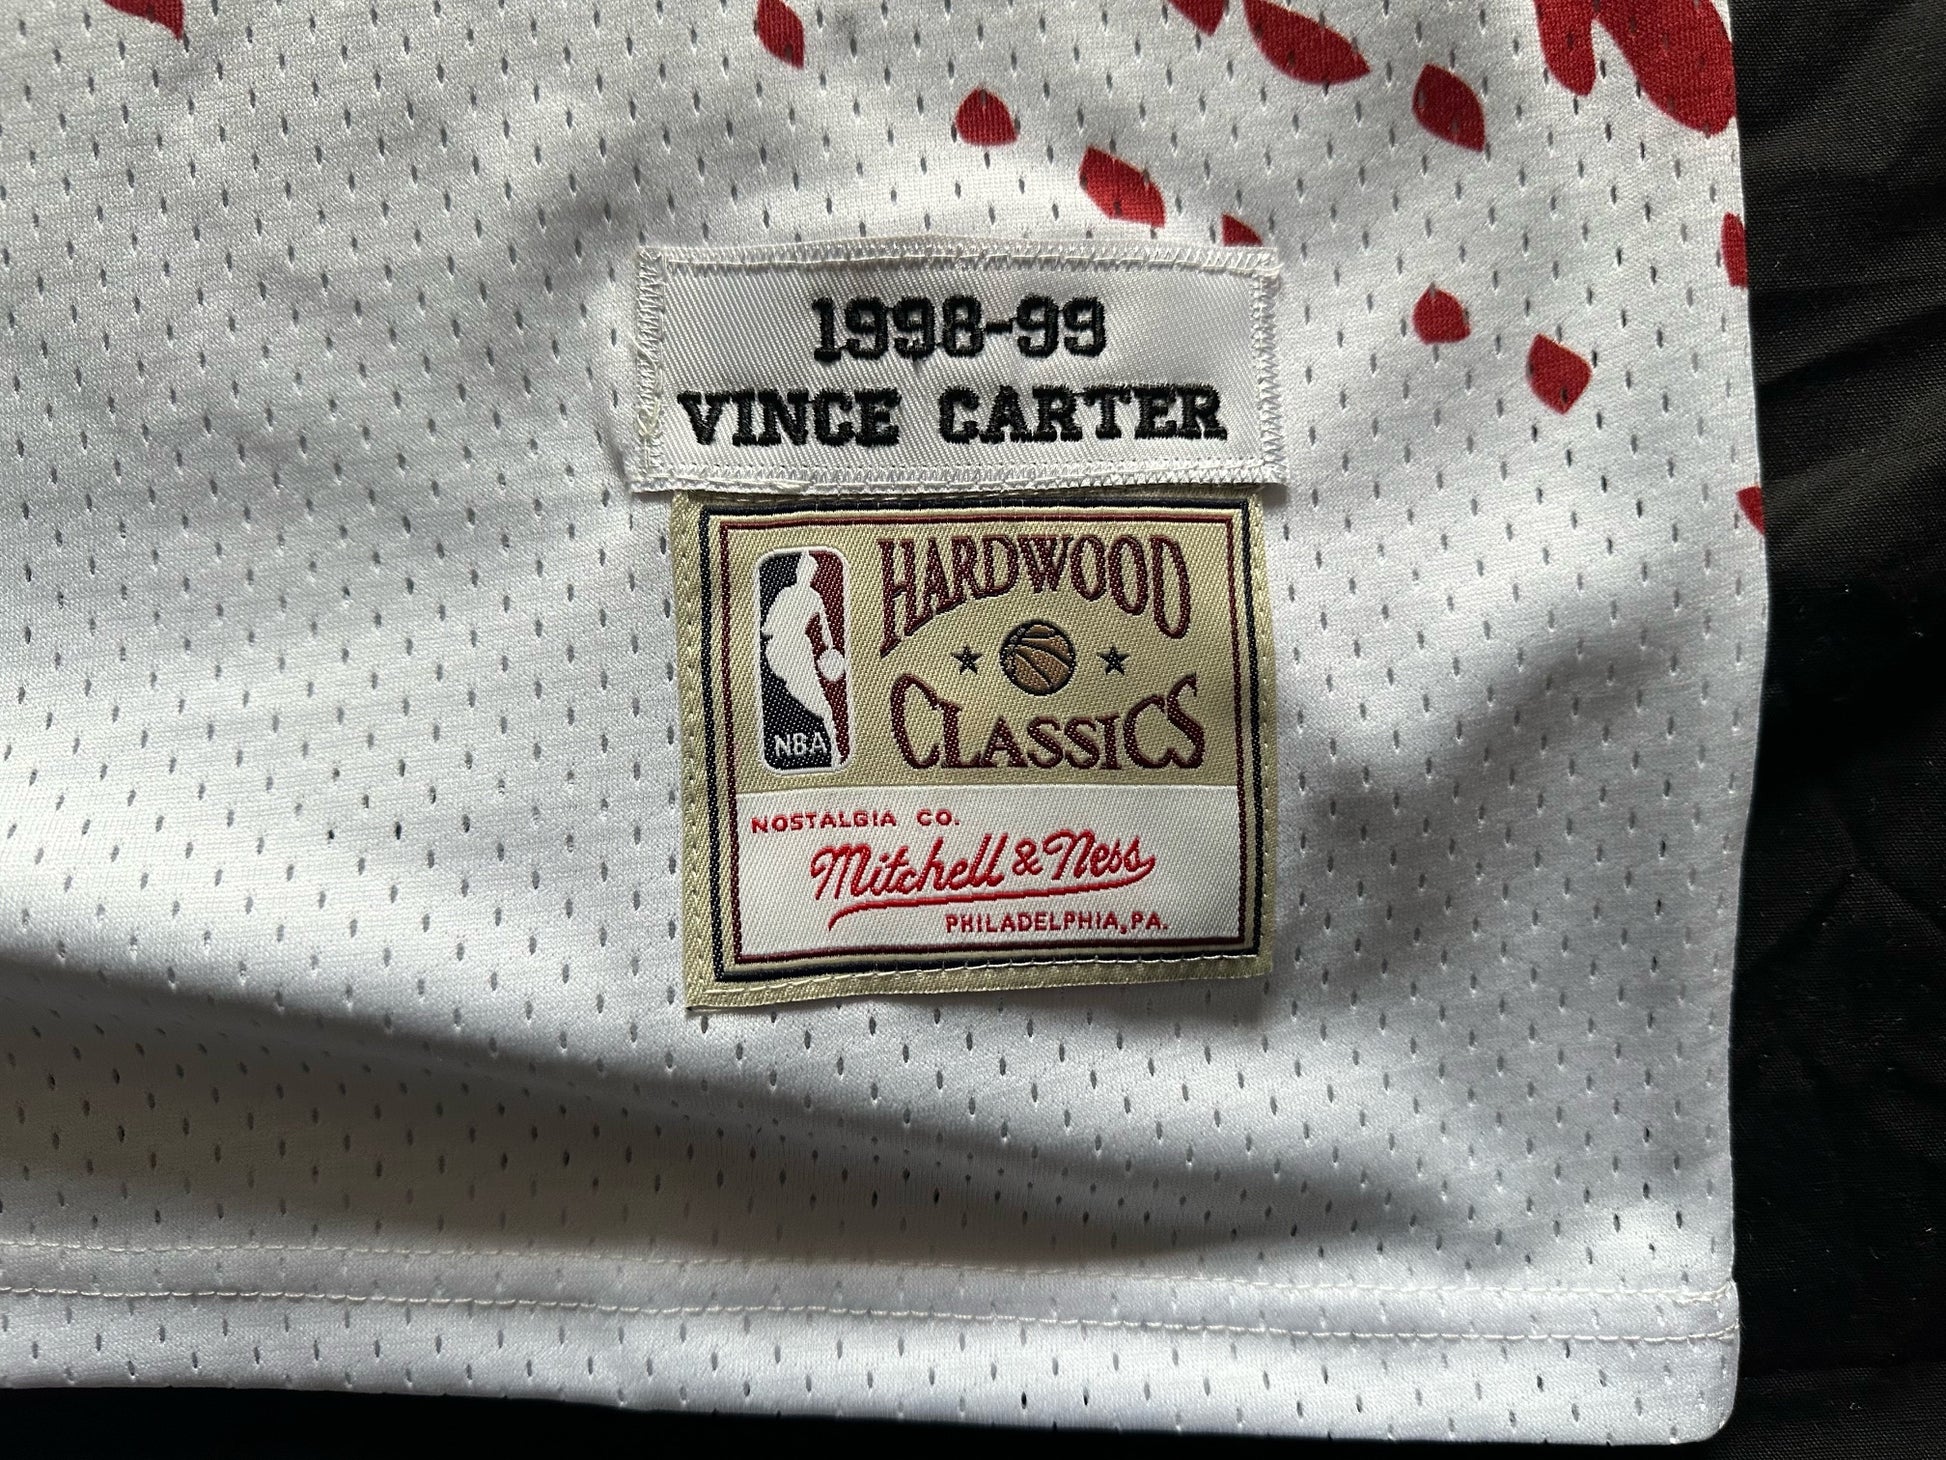 1998-99
VINCE CARTER
HARDWOOD
CLASSICS
NBA
NOSTALGIA CO.
Mitchell & Ness
PHILADELPHIA, PA.